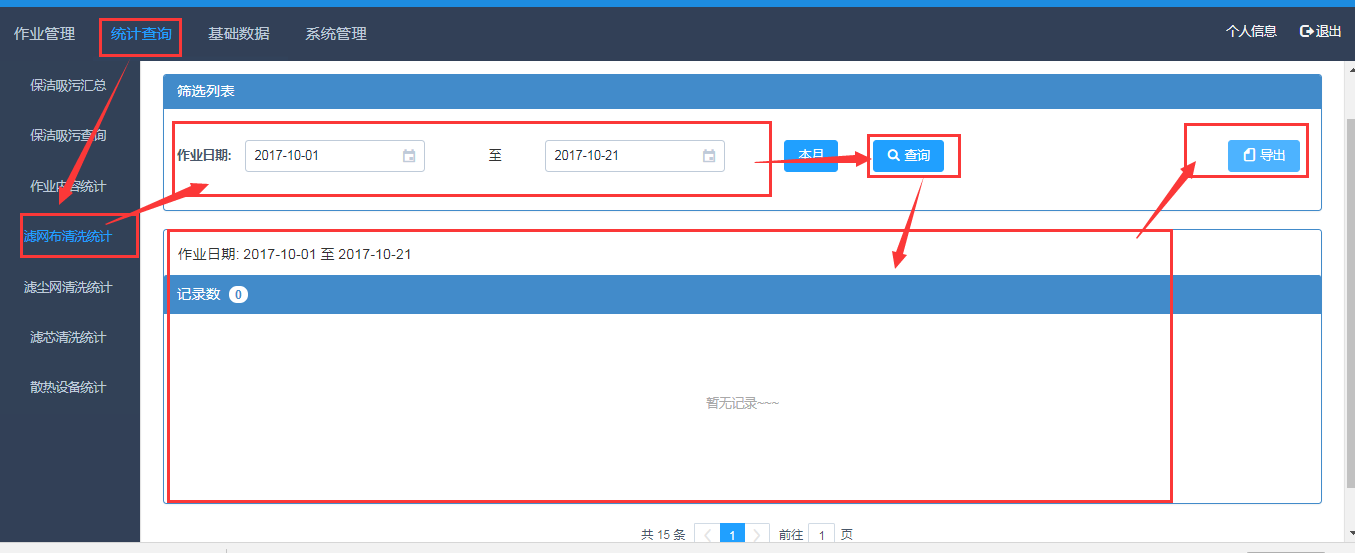 作业管理 统计查询 基础数据 系统管理 个人信息 退出
保洁吸污汇总
保洁吸污查询
作业内容统计
滤网布清洗统计
滤尘网清洗统计
滤芯清洗统计
散热设备统计
筛选列表
作业日期: 2017-10-01 至 2017-10-21 本月 查询 导出
作业日期: 2017-10-01 至 2017-10-21
记录数 0
暂无记录~~~
共 15 条 1 前往 1 页